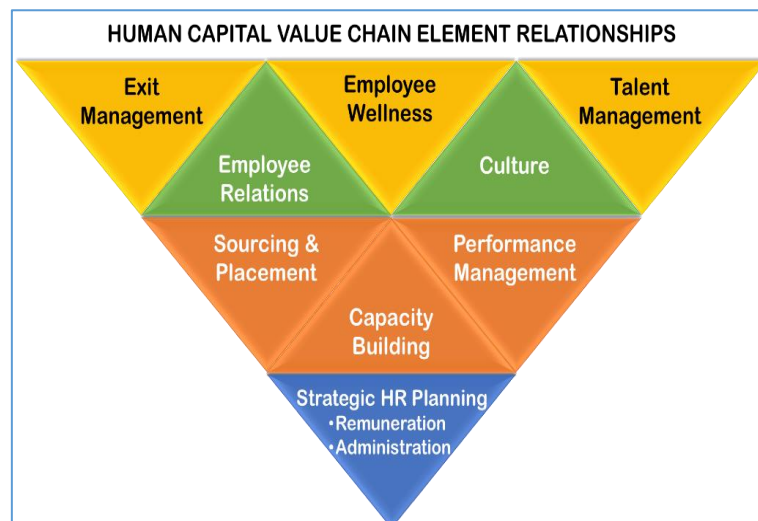 HUMAN CAPITAL VALUE CHAIN ELEMENT RELATIONSHIPS
Exit
Management
Employee
Wellness
Talent
Management
Employee
Relations
Culture
Sourcing &
Placement
Performance
Management
Capacity
Building
Strategic HR Planning
•Remuneration
•Administration